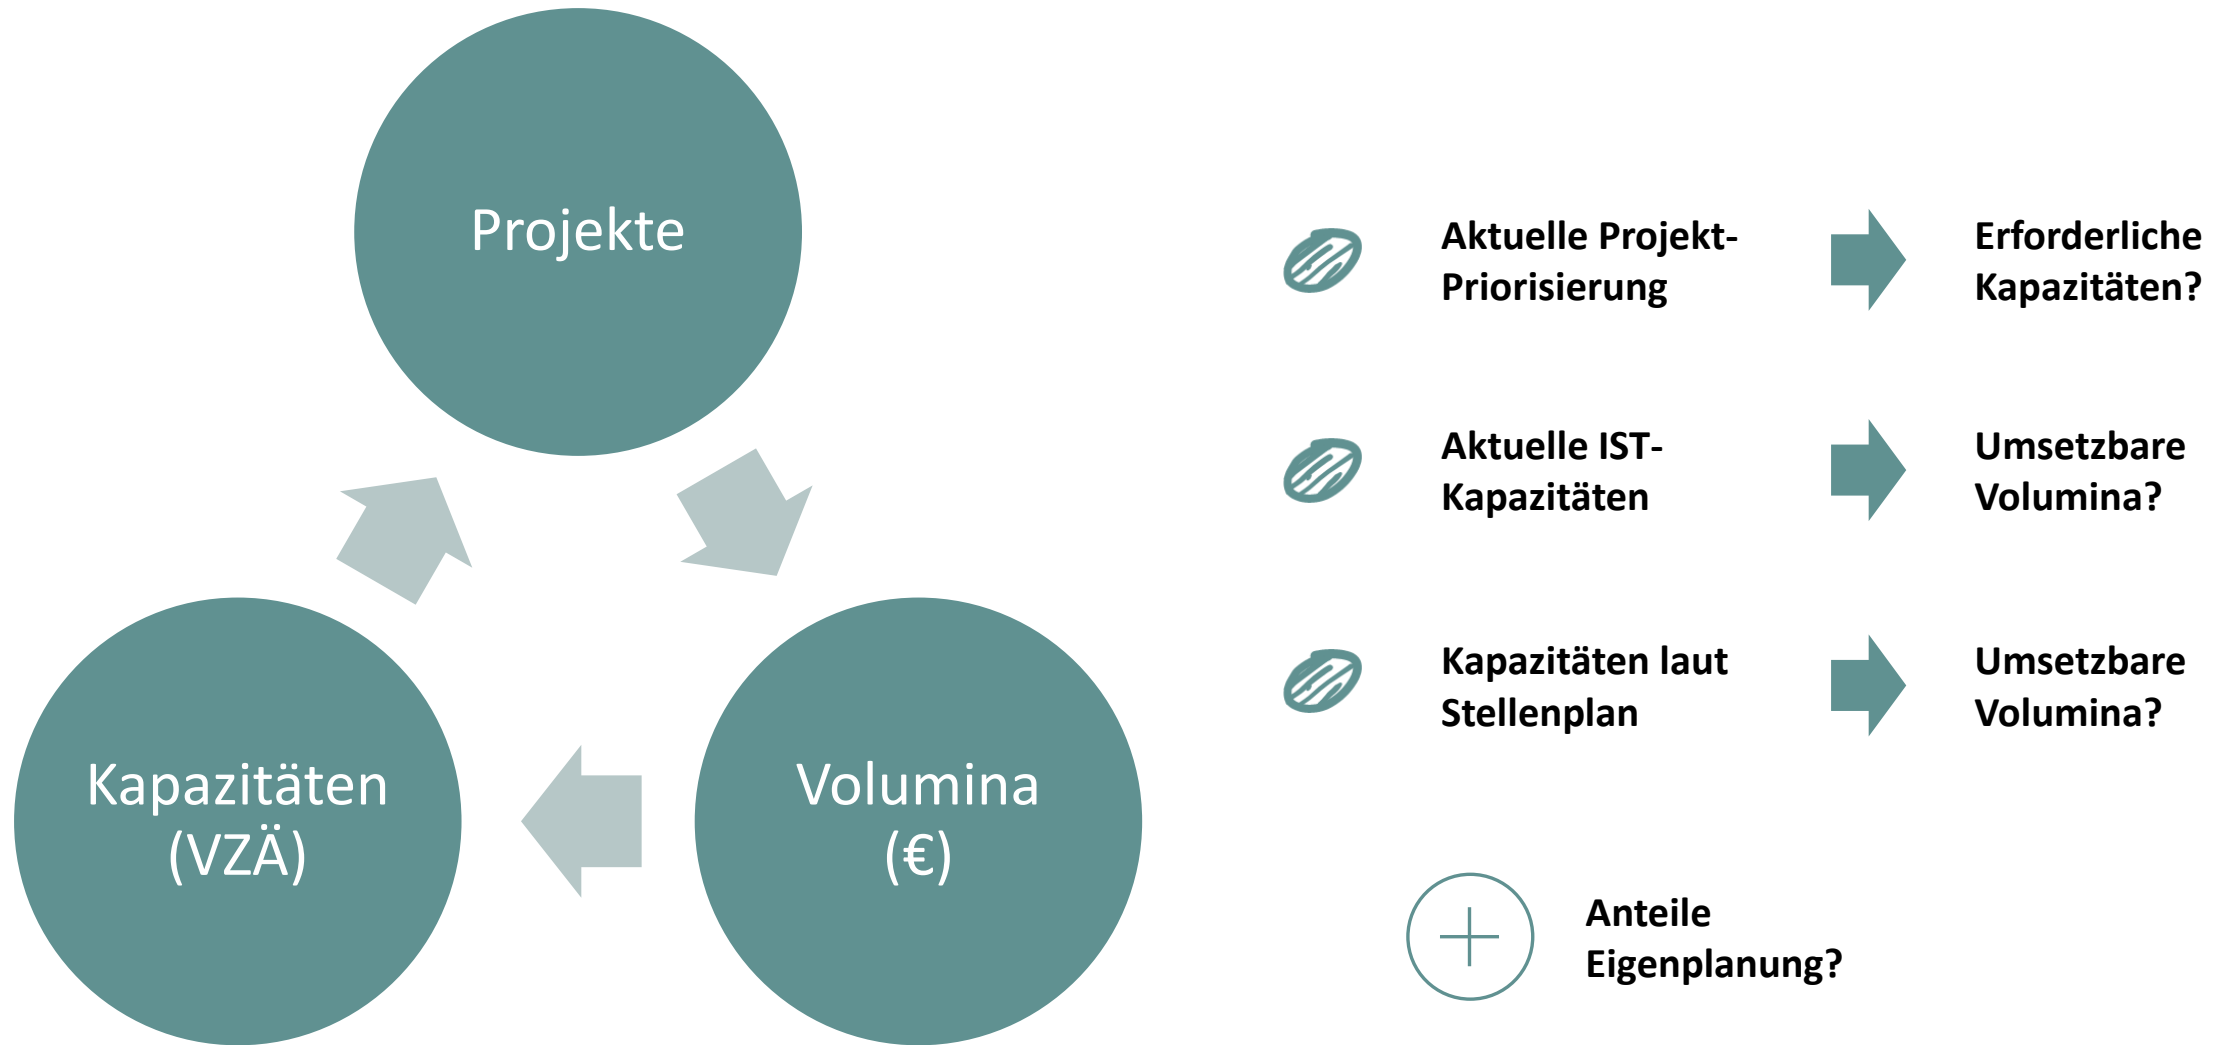 Projekte
Kapazitäten
(VZÄ)
Volumina
(€)
Aktuelle Projekt-
Priorisierung
Erforderliche
Kapazitäten?
Aktuelle IST-
Kapazitäten
Umsetzbare
Volumina?
Kapazitäten laut
Stellenplan
Umsetzbare
Volumina?
Anteile
Eigenplanung?